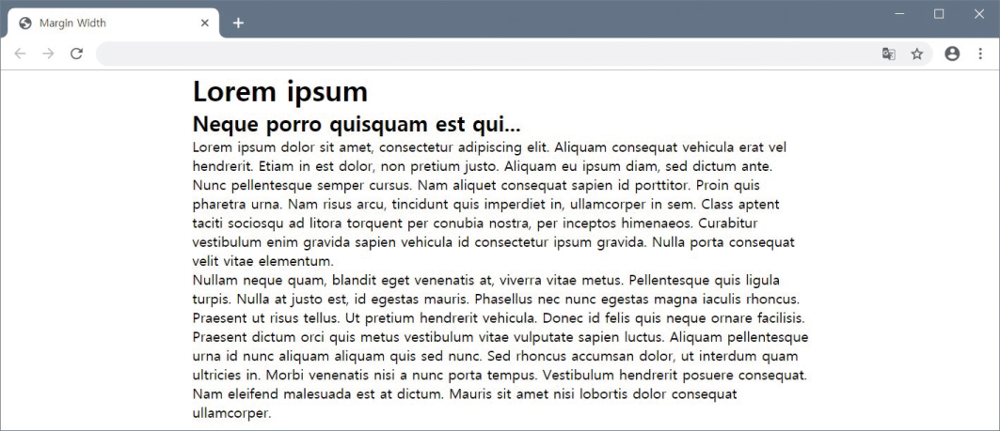 Margin Width
Lorem ipsum
Neque porro quisquam est qui...
Lorem ipsum dolor sit amet, consectetur adipiscing elit. Aliquam consequat vehicula erat vel
hendrerit. Etiam in est dolor, non pretium justo. Aliquam eu ipsum diam, sed dictum ante.
Nunc pellentesque semper cursus. Nam aliquet consequat sapien id porttitor. Proin quis
pharetra urna. Nam risus arcu, tincidunt quis imperdiet in, ullamcorper in sem. Class aptent
taciti sociosqu ad litora torquent per conubia nostra, per inceptos himenaeos. Curabitur
vestibulum enim gravida sapien vehicula id consectetur ipsum gravida. Nulla porta consequat
velit vitae elementum.
Nullam neque quam, blandit eget venenatis at, viverra vitae metus. Pellentesque quis ligula
turpis. Nulla at justo est, id egestas mauris. Phasellus nec nunc egestas magna iaculis rhoncus.
Praesent ut risus tellus. Ut pretium hendrerit vehicula. Donec id felis quis neque ornare facilisis.
Praesent dictum orci quis metus vestibulum vitae vulputate sapien luctus. Aliquam pellentesque
urna id nunc aliquam aliquam quis sed nunc. Sed rhoncus accumsan dolor, ut interdum quam
ultricies in. Morbi venenatis nisi a nunc porta tempus. Vestibulum hendrerit posuere consequat.
Nam eleifend malesuada est at dictum. Mauris sit amet nisi lobortis dolor consequat
ullamcorper.